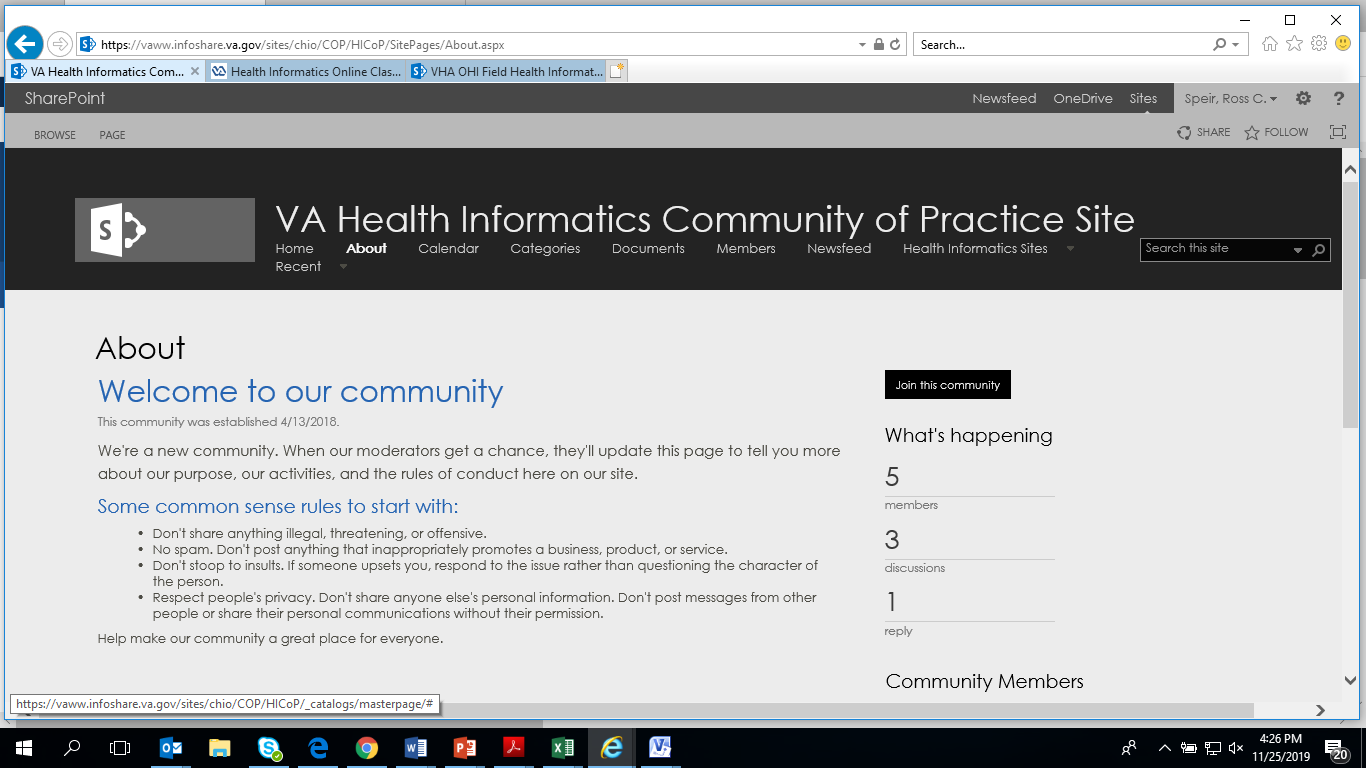 https://vaww.infoshare.va.gov/sites/chio/COP/HICoP/SitePages/About.aspx
Search...
VA Health Informatics Com...
Health Informatics Online Clas...
VHA OHI Field Health Informat...
SharePoint
Newsfeed OneDrive Sites Speir, Ross C. ?
BROWSE PAGE
SHARE FOLLOW
S
VA Health Informatics Community of Practice Site
Home About Calendar Categories Documents Members Newsfeed Health Informatics Sites
Recent
Search this site
About
Welcome to our community
This community was established 4/13/2018.
We're a new community. When our moderators get a chance, they'll update this page to tell you more
about our purpose, our activities, and the rules of conduct here on our site.
Some common sense rules to start with:
• Don't share anything illegal, threatening, or offensive.
• No spam. Don't post anything that inappropriately promotes a business, product, or service.
• Don't stoop to insults. If someone upsets you, respond to the issue rather than questioning the character of
the person.
• Respect people's privacy. Don't share anyone else's personal information. Don't post messages from other
people or share their personal communications without their permission.
Help make our community a great place for everyone.
Join this community
What's happening
5
members
3
discussions
1
reply
Community Members
https://vaww.infoshare.va.gov/sites/chio/COP/HICoP/_catalogs/masterpage/#
4:26 PM
11/25/2019
20